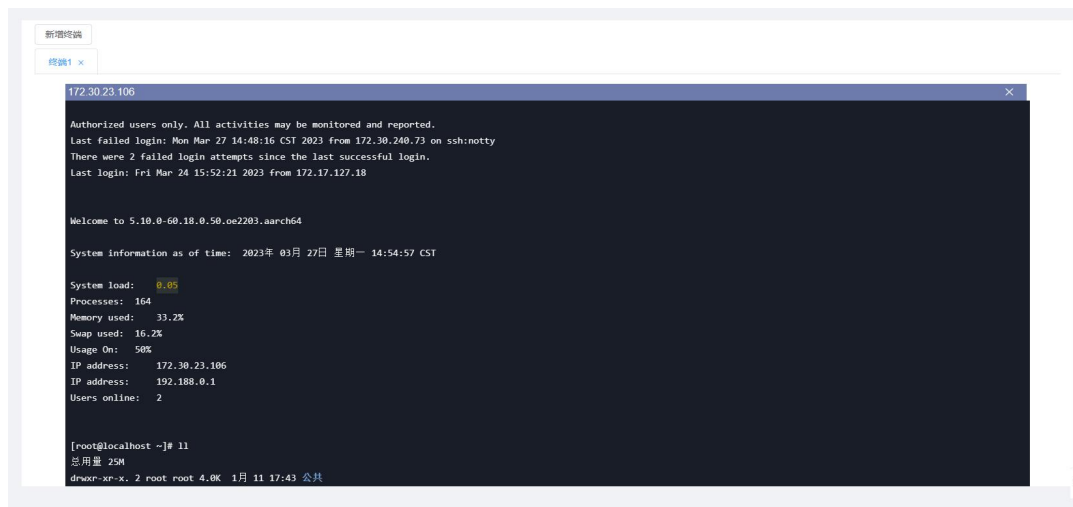 新增终端
终端1 ×
172.30.23.106 ×
Authorized users only. All activities may be monitored and reported.
Last failed login: Mon Mar 27 14:48:16 CST 2023 from 172.30.240.73 on ssh:notty
There were 2 failed login attempts since the last successful login.
Last login: Fri Mar 24 15:52:21 2023 from 172.17.127.18
Welcome to 5.10.0-60.18.0.50.oe2203.aarch64
System information as of time:  2023年 03月 27日 星期一 14:54:57 CST
System load:    0.05
Processes:  164
Memory used:    33.2%
Swap used:  16.2%
Usage On:   50%
IP address:     172.30.23.106
IP address:     192.188.0.1
Users online:   2
[root@localhost ~]# ll
总用量 25M
drwxr-xr-x. 2 root root 4.0K  1月 11 17:43 公共